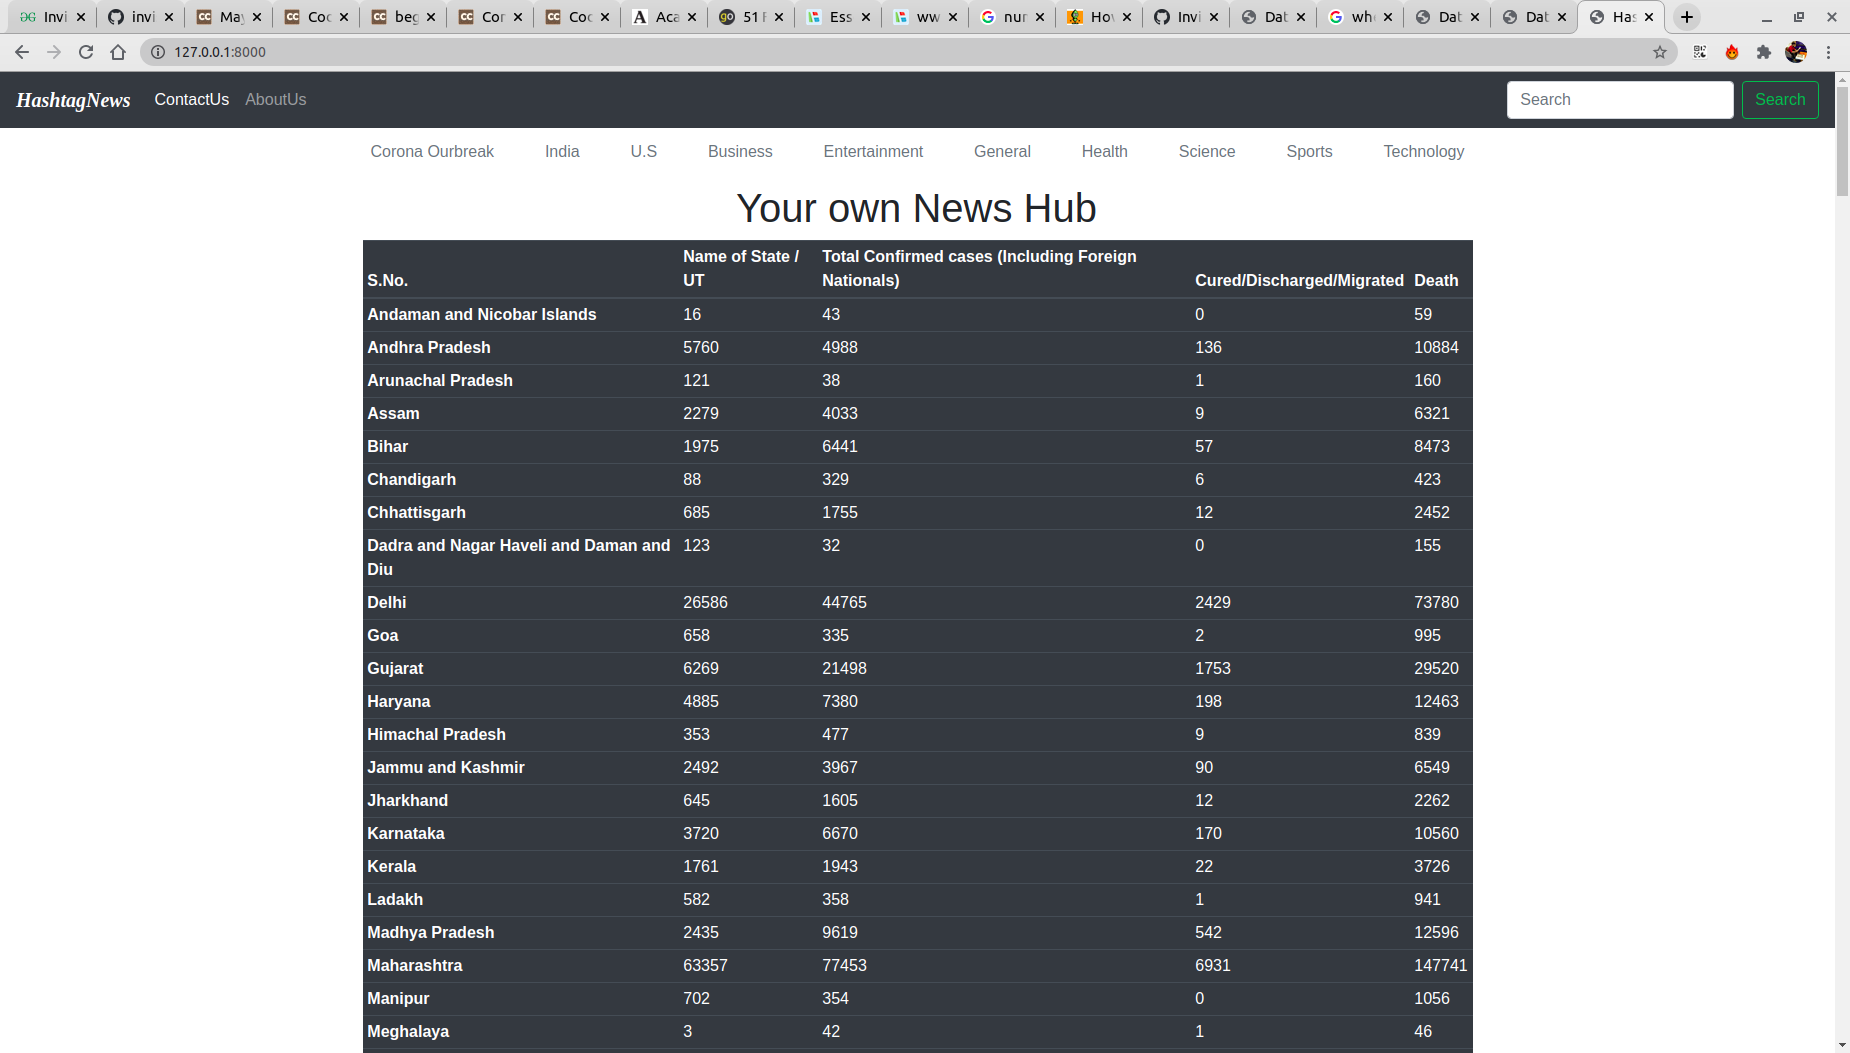 Invi invi May Coc beg Cor Coc Aca 51 F Ess ww nur Hov Invi Dat who Dat Dat Has
127.0.0.1:8000
HashtagNews ContactUs AboutUs Search Search
Corona Ourbreak India U.S Business Entertainment General Health Science Sports Technology
Your own News Hub
S.No. Name of State / UT Total Confirmed cases (Including Foreign Nationals) Cured/Discharged/Migrated Death
Andaman and Nicobar Islands 16 43 0 59
Andhra Pradesh 5760 4988 136 10884
Arunachal Pradesh 121 38 1 160
Assam 2279 4033 9 6321
Bihar 1975 6441 57 8473
Chandigarh 88 329 6 423
Chhattisgarh 685 1755 12 2452
Dadra and Nagar Haveli and Daman and Diu 123 32 0 155
Delhi 26586 44765 2429 73780
Goa 658 335 2 995
Gujarat 6269 21498 1753 29520
Haryana 4885 7380 198 12463
Himachal Pradesh 353 477 9 839
Jammu and Kashmir 2492 3967 90 6549
Jharkhand 645 1605 12 2262
Karnataka 3720 6670 170 10560
Kerala 1761 1943 22 3726
Ladakh 582 358 1 941
Madhya Pradesh 2435 9619 542 12596
Maharashtra 63357 77453 6931 147741
Manipur 702 354 0 1056
Meghalaya 3 42 1 46